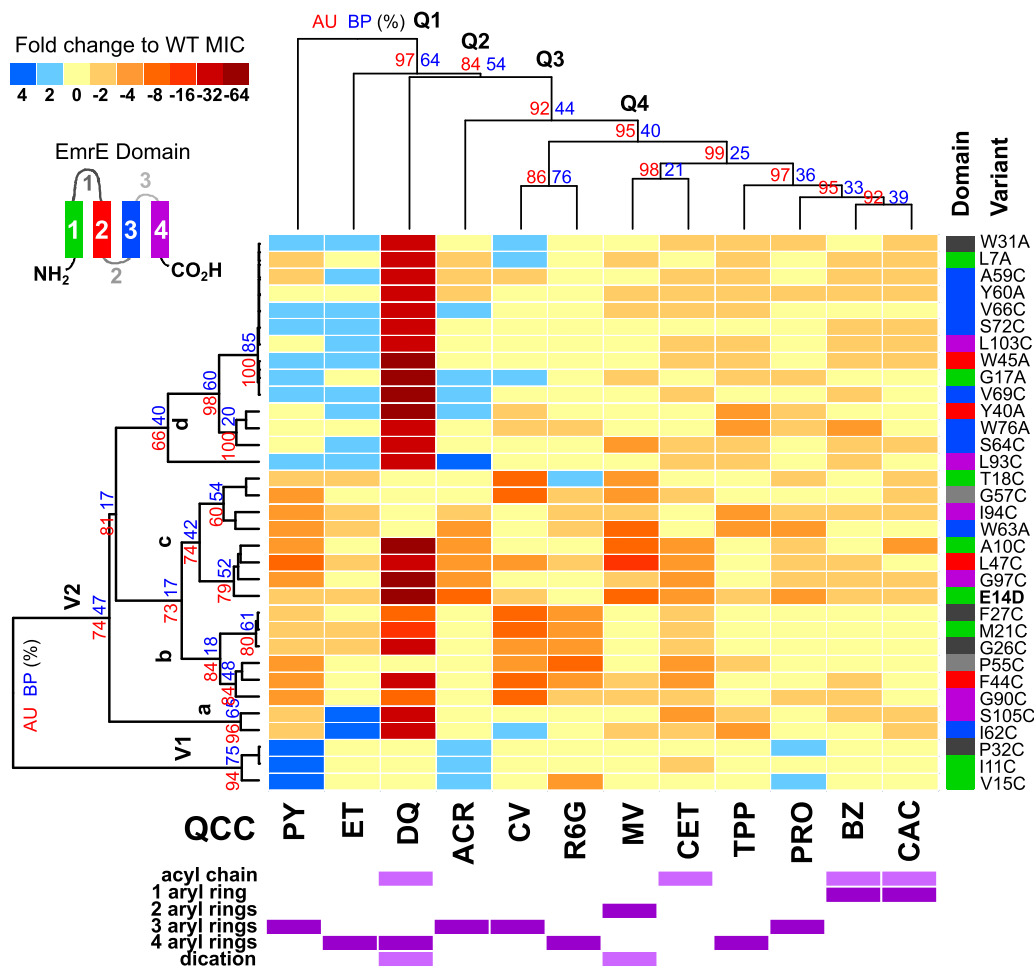 AU BP (%) Q1
Q2
Q3
Q4
Fold change to WT MIC
4 2 0 -2 -4 -8 -16 -32 -64
97 64
84 54
92 44
95 40
99 25
86 76
98 21
97 36
95 33
92 39
EmrE Domain
1 3
1 2 3 4
NH2 2 CO2H
Domain Variant
W31A
L7A
A59C
Y60A
V66C
S72C
L103C
W45A
G17A
V69C
Y40A
W76A
S64C
L93C
T18C
G57C
I94C
W63A
A10C
L47C
G97C
E14D
F27C
M21C
G26C
P55C
F44C
G90C
S105C
I62C
P32C
I11C
V15C
100 85
98 60
100 20
66 40
d
81 17
60 54
74 42
c
79 52
73 17
V2
74 47
80 61
84 18
b
84 48
a
96 65
V1
94 75
AU BP (%)
QCC PY ET DQ ACR CV R6G MV CET TPP PRO BZ CAC
acyl chain
1 aryl ring
2 aryl rings
3 aryl rings
4 aryl rings
dication